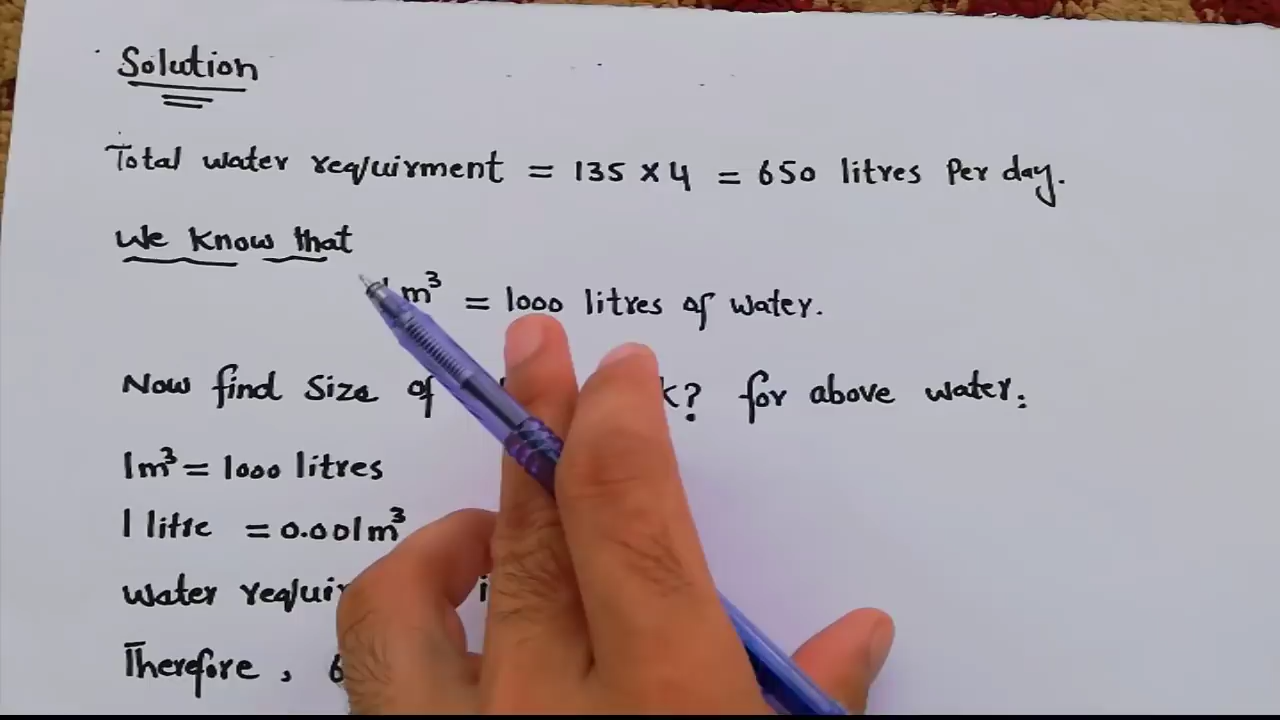 Solution
Total water requirment = 135 × 4 = 650 litres Per day.
We know that
m³ = 1000 litres of water.
Now find Size of ? for above water.
1m³ = 1000 litres
1 litre = 0.001m³
water
Therefore, 6